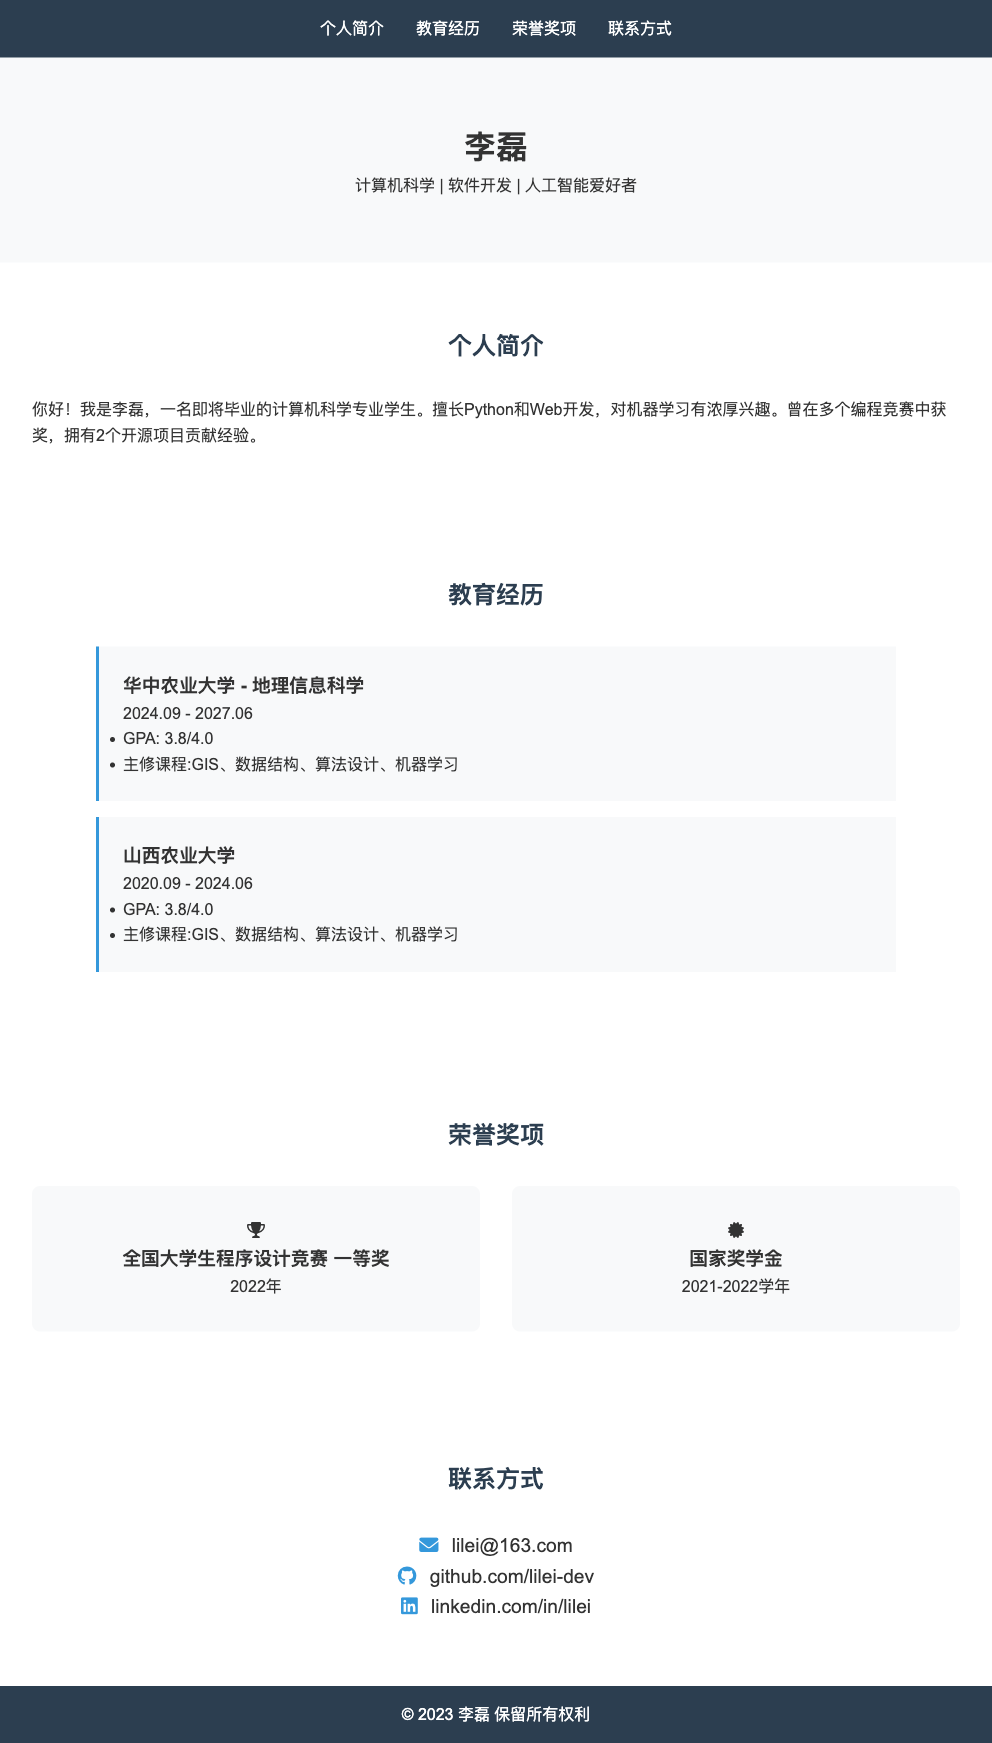 个人简介 教育经历 荣誉奖项 联系方式
李磊
计算机科学 | 软件开发 | 人工智能爱好者
个人简介
你好！我是李磊，一名即将毕业的计算机科学专业学生。擅长Python和Web开发，对机器学习有浓厚兴趣。曾在多个编程竞赛中获
奖，拥有2个开源项目贡献经验。
教育经历
华中农业大学 - 地理信息科学
2024.09 - 2027.06
• GPA: 3.8/4.0
• 主修课程:GIS、数据结构、算法设计、机器学习
山西农业大学
2020.09 - 2024.06
• GPA: 3.8/4.0
• 主修课程:GIS、数据结构、算法设计、机器学习
荣誉奖项
全国大学生程序设计竞赛 一等奖
2022年
国家奖学金
2021-2022学年
联系方式
lilei@163.com
github.com/lilei-dev
linkedin.com/in/lilei
© 2023 李磊 保留所有权利